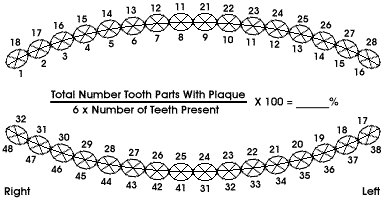 18 17 16 15 14 13 12 11 21 22 23 24 25 26 27 28
1 2 3 4 5 6 7 8 9 10 11 12 13 14 15 16
Total Number Tooth Parts With Plaque
6 x Number of Teeth Present
X 100 = _____%
32 31 30 29 28 27 26 25 24 23 22 21 20 19 18 17
48 47 46 45 44 43 42 41 31 32 33 34 35 36 37 38
Right Left